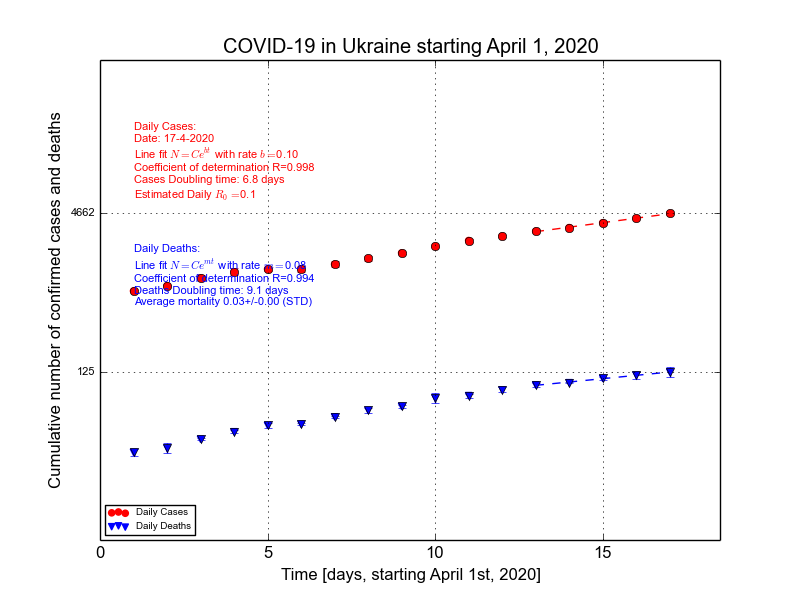 COVID-19 in Ukraine starting April 1, 2020
Cumulative number of confirmed cases and deaths
Daily Cases:
Date: 17-4-2020
Line fit N=Ce^{bt} with rate b=0.10
Coefficient of determination R=0.998
Cases Doubling time: 6.8 days
Estimated Daily R_0=0.1
4662
Daily Deaths:
Line fit N=Ce^{mt} with rate m=0.08
Coefficient of determination R=0.994
Deaths Doubling time: 9.1 days
Average mortality 0.03+/-0.00 (STD)
125
Daily Cases
Daily Deaths
0 5 10 15
Time [days, starting April 1st, 2020]